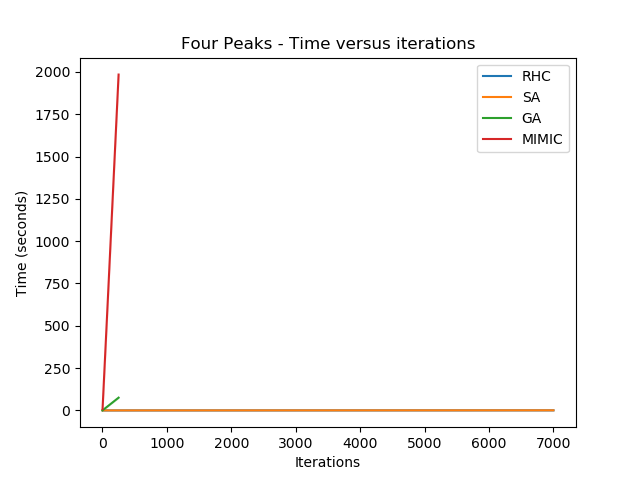 Four Peaks - Time versus iterations
RHC
SA
GA
MIMIC
Time (seconds)
2000
1750
1500
1250
1000
750
500
250
0
0 1000 2000 3000 4000 5000 6000 7000
Iterations